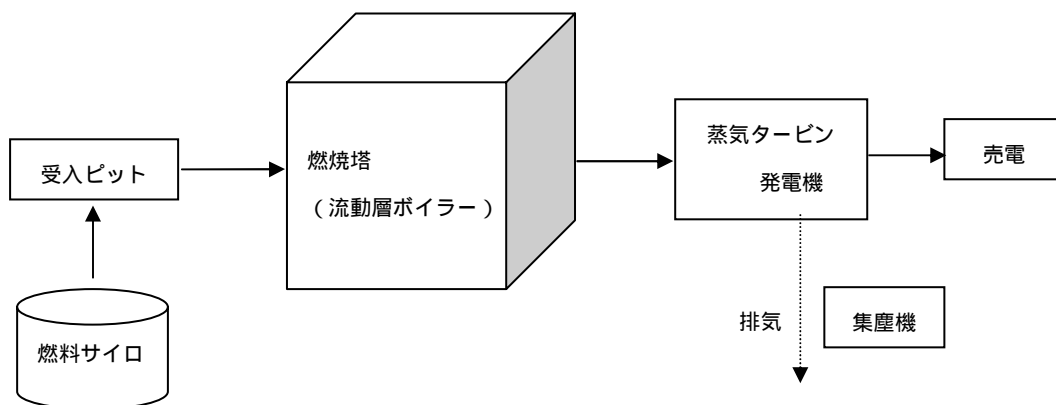 受入ピット
燃料サイロ
燃焼塔
(流動層ボイラー)
蒸気タービン
発電機
売電
排気
集塵機